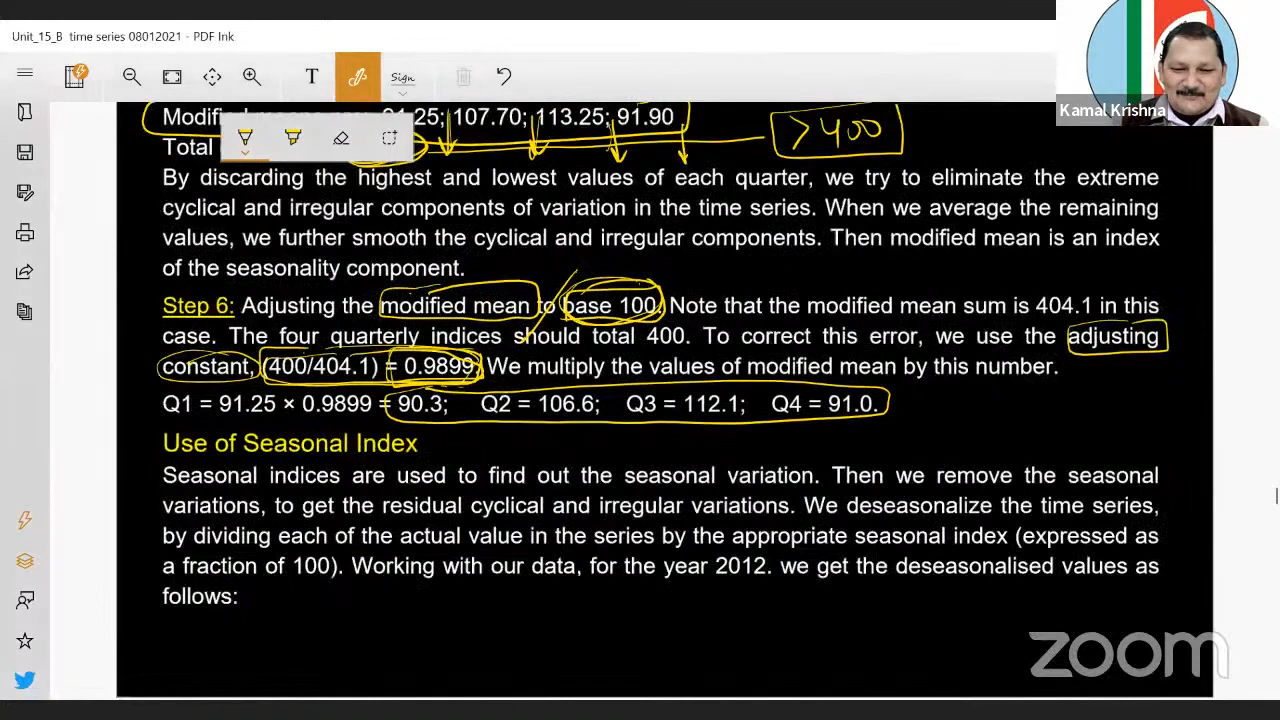 Unit_15_B time series 08012021 - PDF Ink
T
Sign
Kamal Krishna
25; 107.70; 113.25; 91.90
>400
Total
By discarding the highest and lowest values of each quarter, we try to eliminate the extreme
cyclical and irregular components of variation in the time series. When we average the remaining
values, we further smooth the cyclical and irregular components. Then modified mean is an index
of the seasonality component.
Step 6: Adjusting the modified mean to base 100. Note that the modified mean sum is 404.1 in this
case. The four quarterly indices should total 400. To correct this error, we use the adjusting
constant, (400/404.1) = 0.9899. We multiply the values of modified mean by this number.
Q1 = 91.25 × 0.9899 = 90.3; Q2 = 106.6; Q3 = 112.1; Q4 = 91.0.
Use of Seasonal Index
Seasonal indices are used to find out the seasonal variation. Then we remove the seasonal
variations, to get the residual cyclical and irregular variations. We deseasonalize the time series,
by dividing each of the actual value in the series by the appropriate seasonal index (expressed as
a fraction of 100). Working with our data, for the year 2012. we get the deseasonalised values as
follows:
zoom